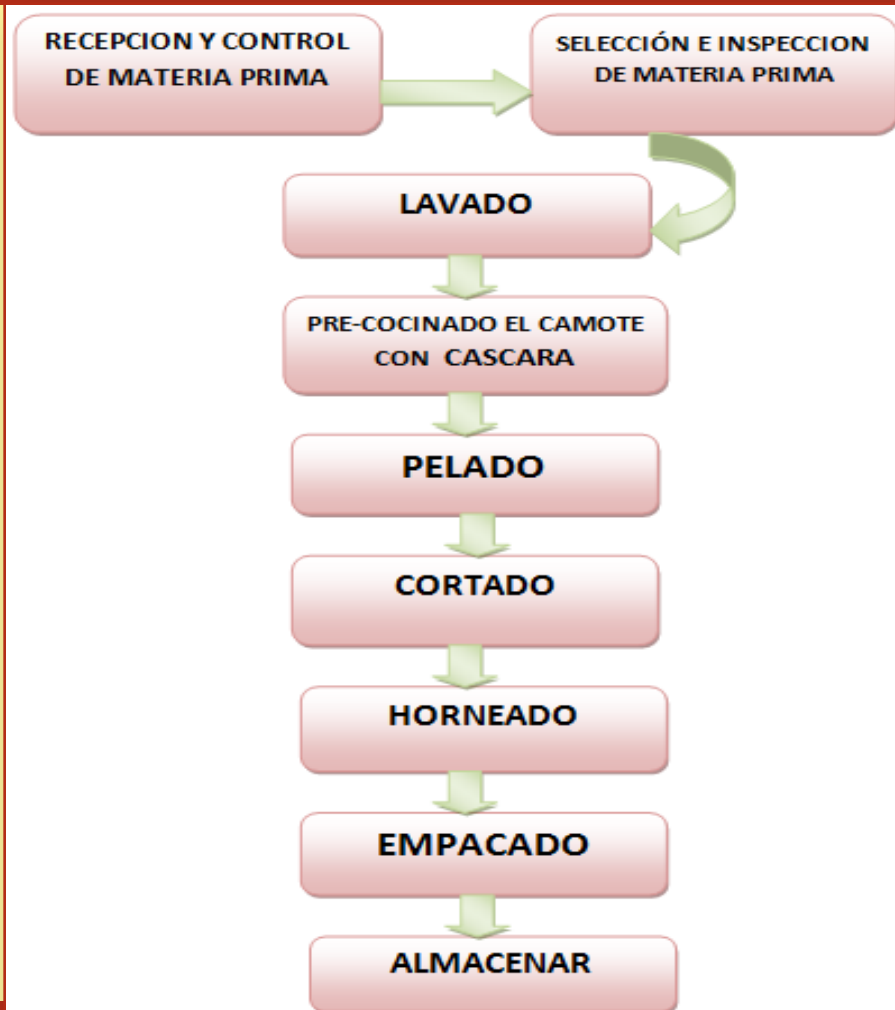 RECEPCION Y CONTROL
DE MATERIA PRIMA
SELECCIÓN E INSPECCION
DE MATERIA PRIMA
LAVADO
PRE-COCINADO EL CAMOTE
CON CASCARA
PELADO
CORTADO
HORNEADO
EMPACADO
ALMACENAR